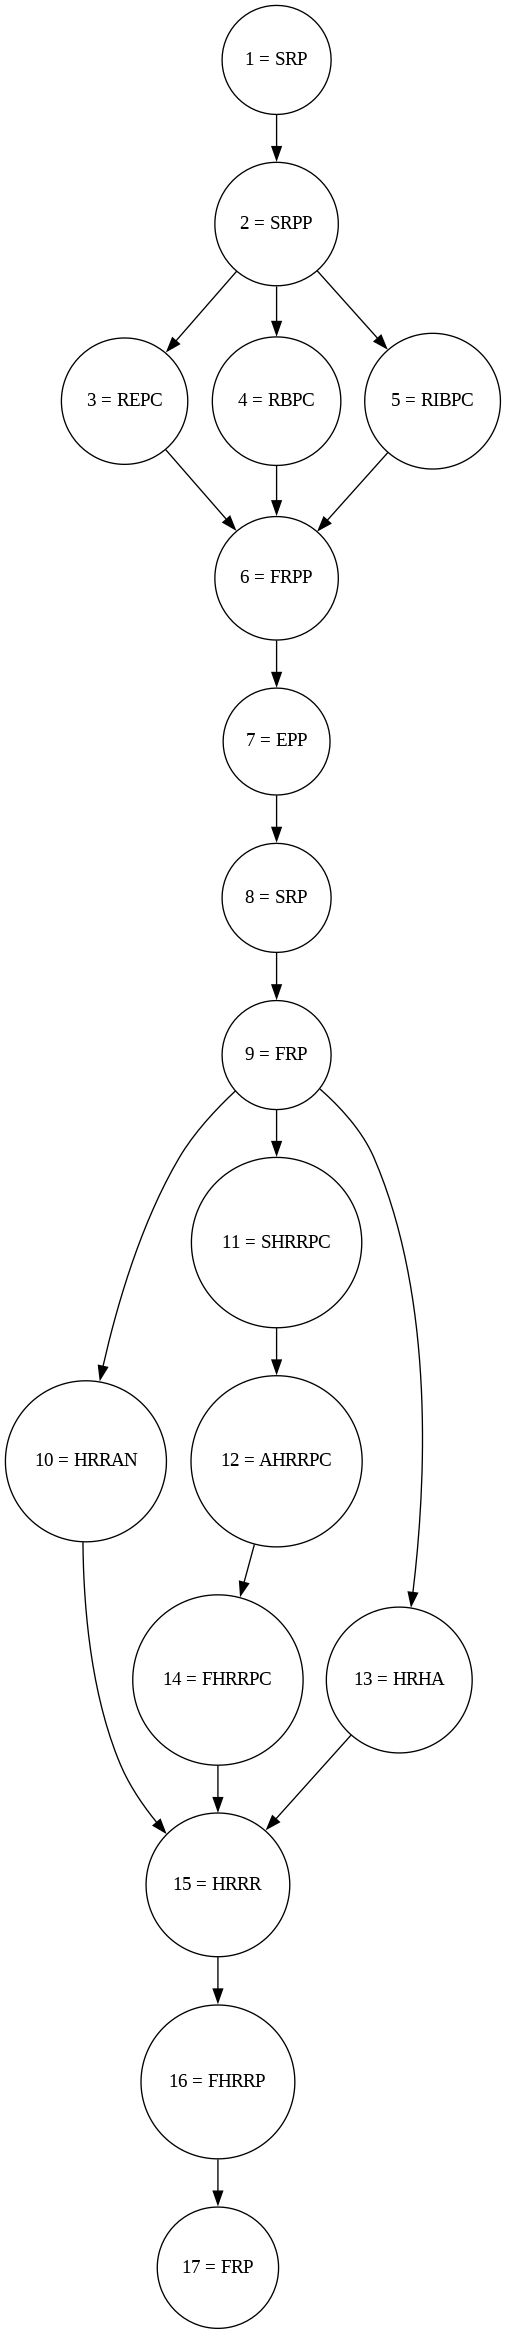 1 = SRP
2 = SRPP
3 = REPC
4 = RBPC
5 = RIBPC
6 = FRPP
7 = EPP
8 = SRP
9 = FRP
11 = SHRRPC
10 = HRRAN
12 = AHRRPC
14 = FHRRPC
13 = HRHA
15 = HRRR
16 = FHRRP
17 = FRP